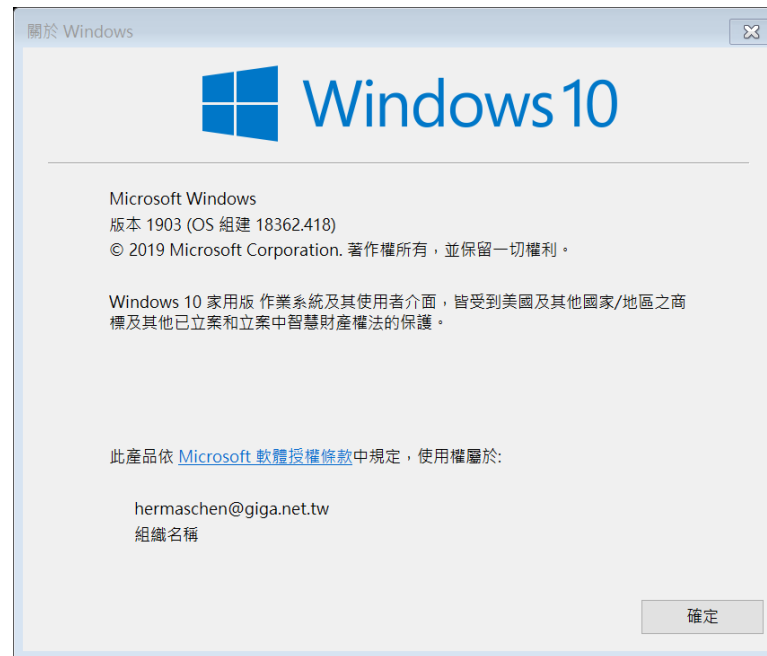 關於 Windows
Windows 10
Microsoft Windows
版本 1903 (OS 組建 18362.418)
© 2019 Microsoft Corporation. 著作權所有，並保留一切權利。
Windows 10 家用版 作業系統及其使用者介面，皆受到美國及其他國家/地區之商
標及其他已立案和立案中智慧財產權法的保護。
此產品依 Microsoft 軟體授權條款中規定，使用權屬於:
hermaschen@giga.net.tw
組織名稱
確定